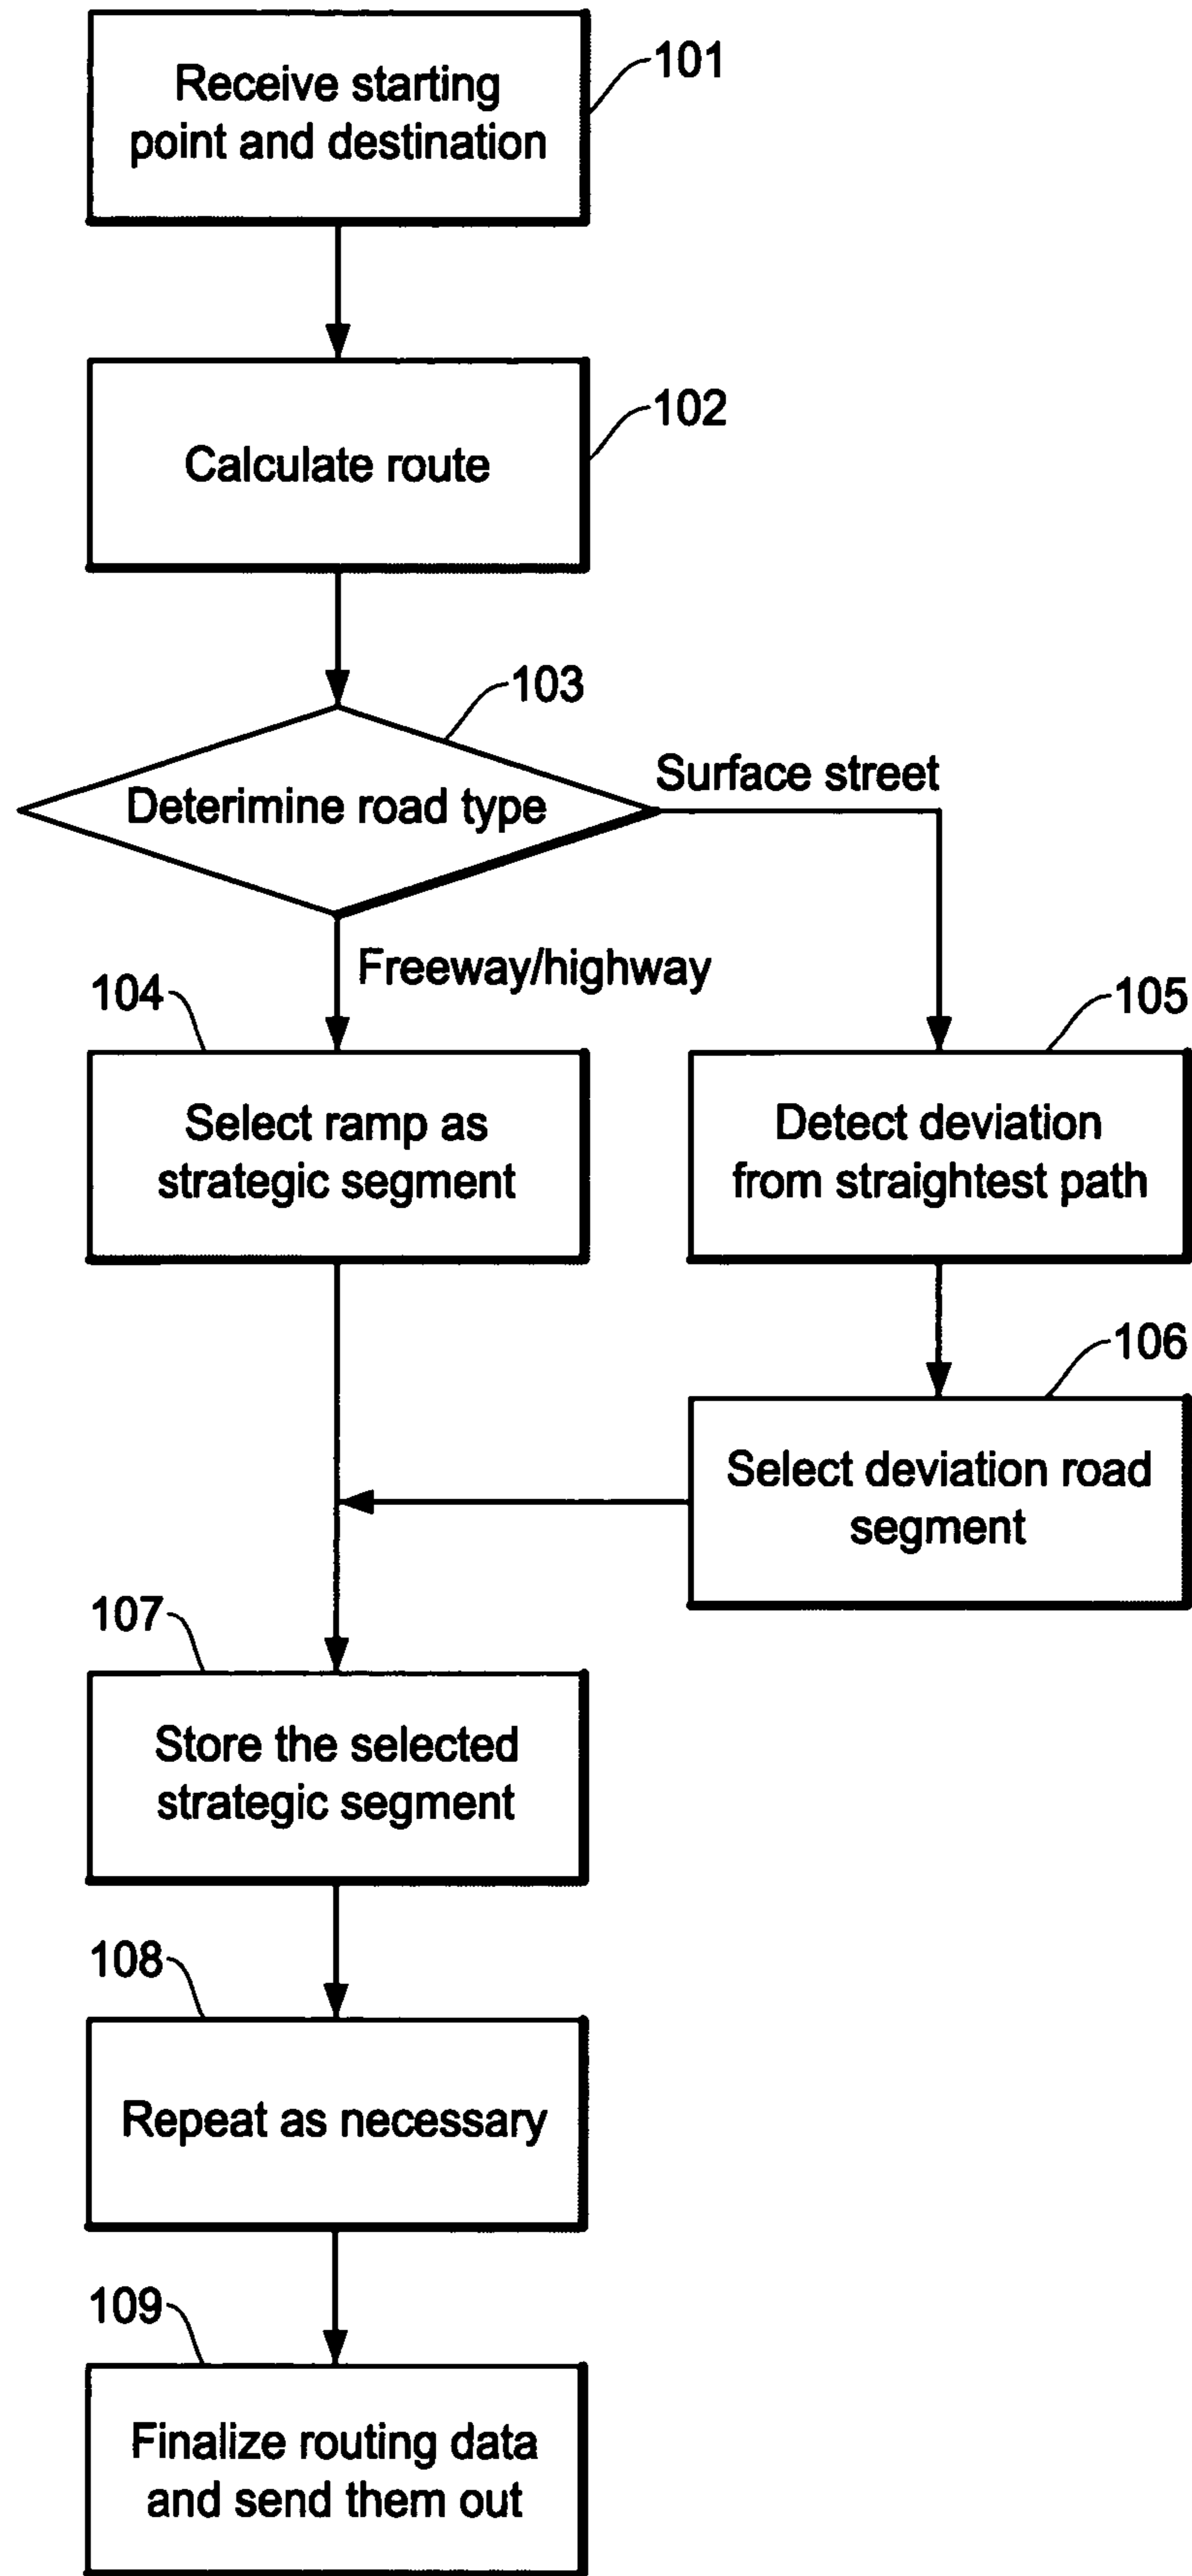 Receive starting
point and destination
101
Calculate route
102
103
Deterimine road type
Surface street
Freeway/highway
104
Select ramp as
strategic segment
105
Detect deviation
from straightest path
106
Select deviation road
segment
107
Store the selected
strategic segment
108
Repeat as necessary
109
Finalize routing data
and send them out